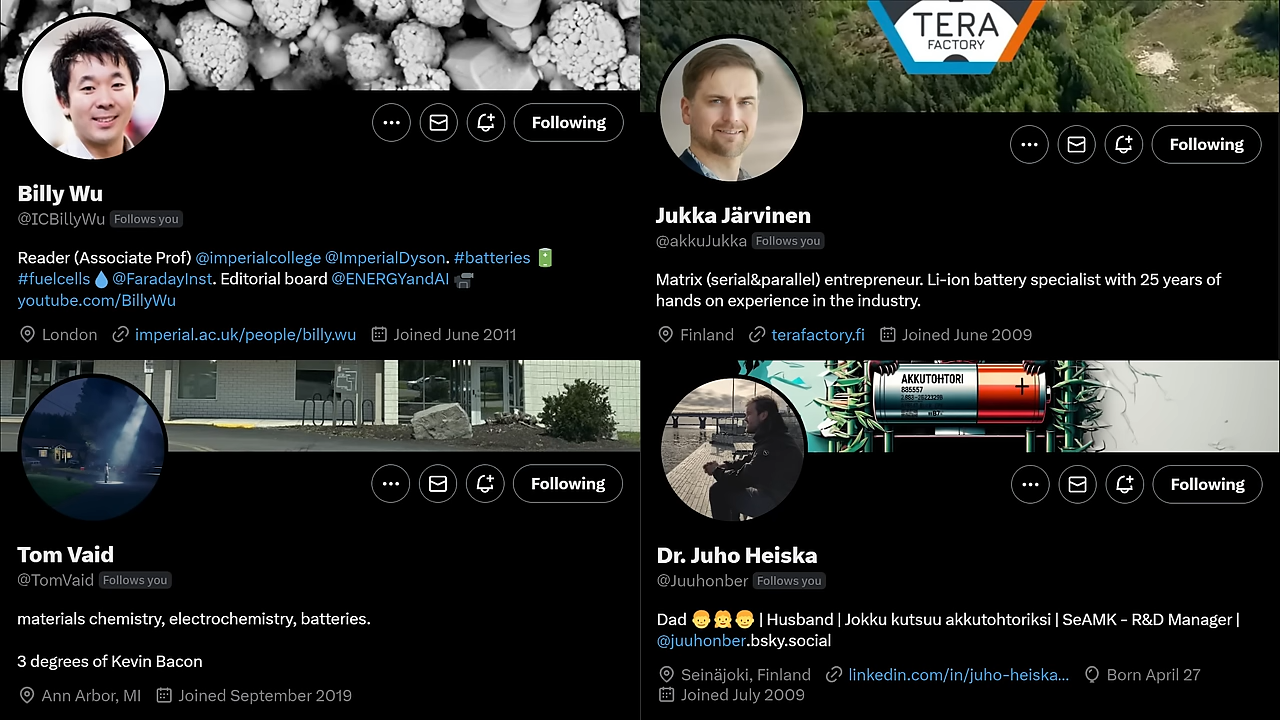 Following
Billy Wu
@ICBillyWu Follows you
Reader (Associate Prof) @imperialcollege @ImperialDyson. #batteries 🔋
#fuelcells 💧 @FaradayInst. Editorial board @ENERGYandAI 📹
youtube.com/BillyWu
London imperial.ac.uk/people/billy.wu Joined June 2011
TERA
FACTORY
Following
Jukka Järvinen
@akkuJukka Follows you
Matrix (serial&parallel) entrepreneur. Li-ion battery specialist with 25 years of
hands on experience in the industry.
Finland terafactory.fi Joined June 2009
Following
Tom Vaid
@TomVaid Follows you
materials chemistry, electrochemistry, batteries.
3 degrees of Kevin Bacon
Ann Arbor, MI Joined September 2019
AKKUTOHTORI
835557
+
Following
Dr. Juho Heiska
@Juuhonber Follows you
Dad 👦👧👦 | Husband | Jokku kutsuu akkutohtoriksi | SeAMK - R&D Manager |
@juuhonber.bsky.social
Seinäjoki, Finland linkedin.com/in/juho-heiska… Born April 27
Joined July 2009